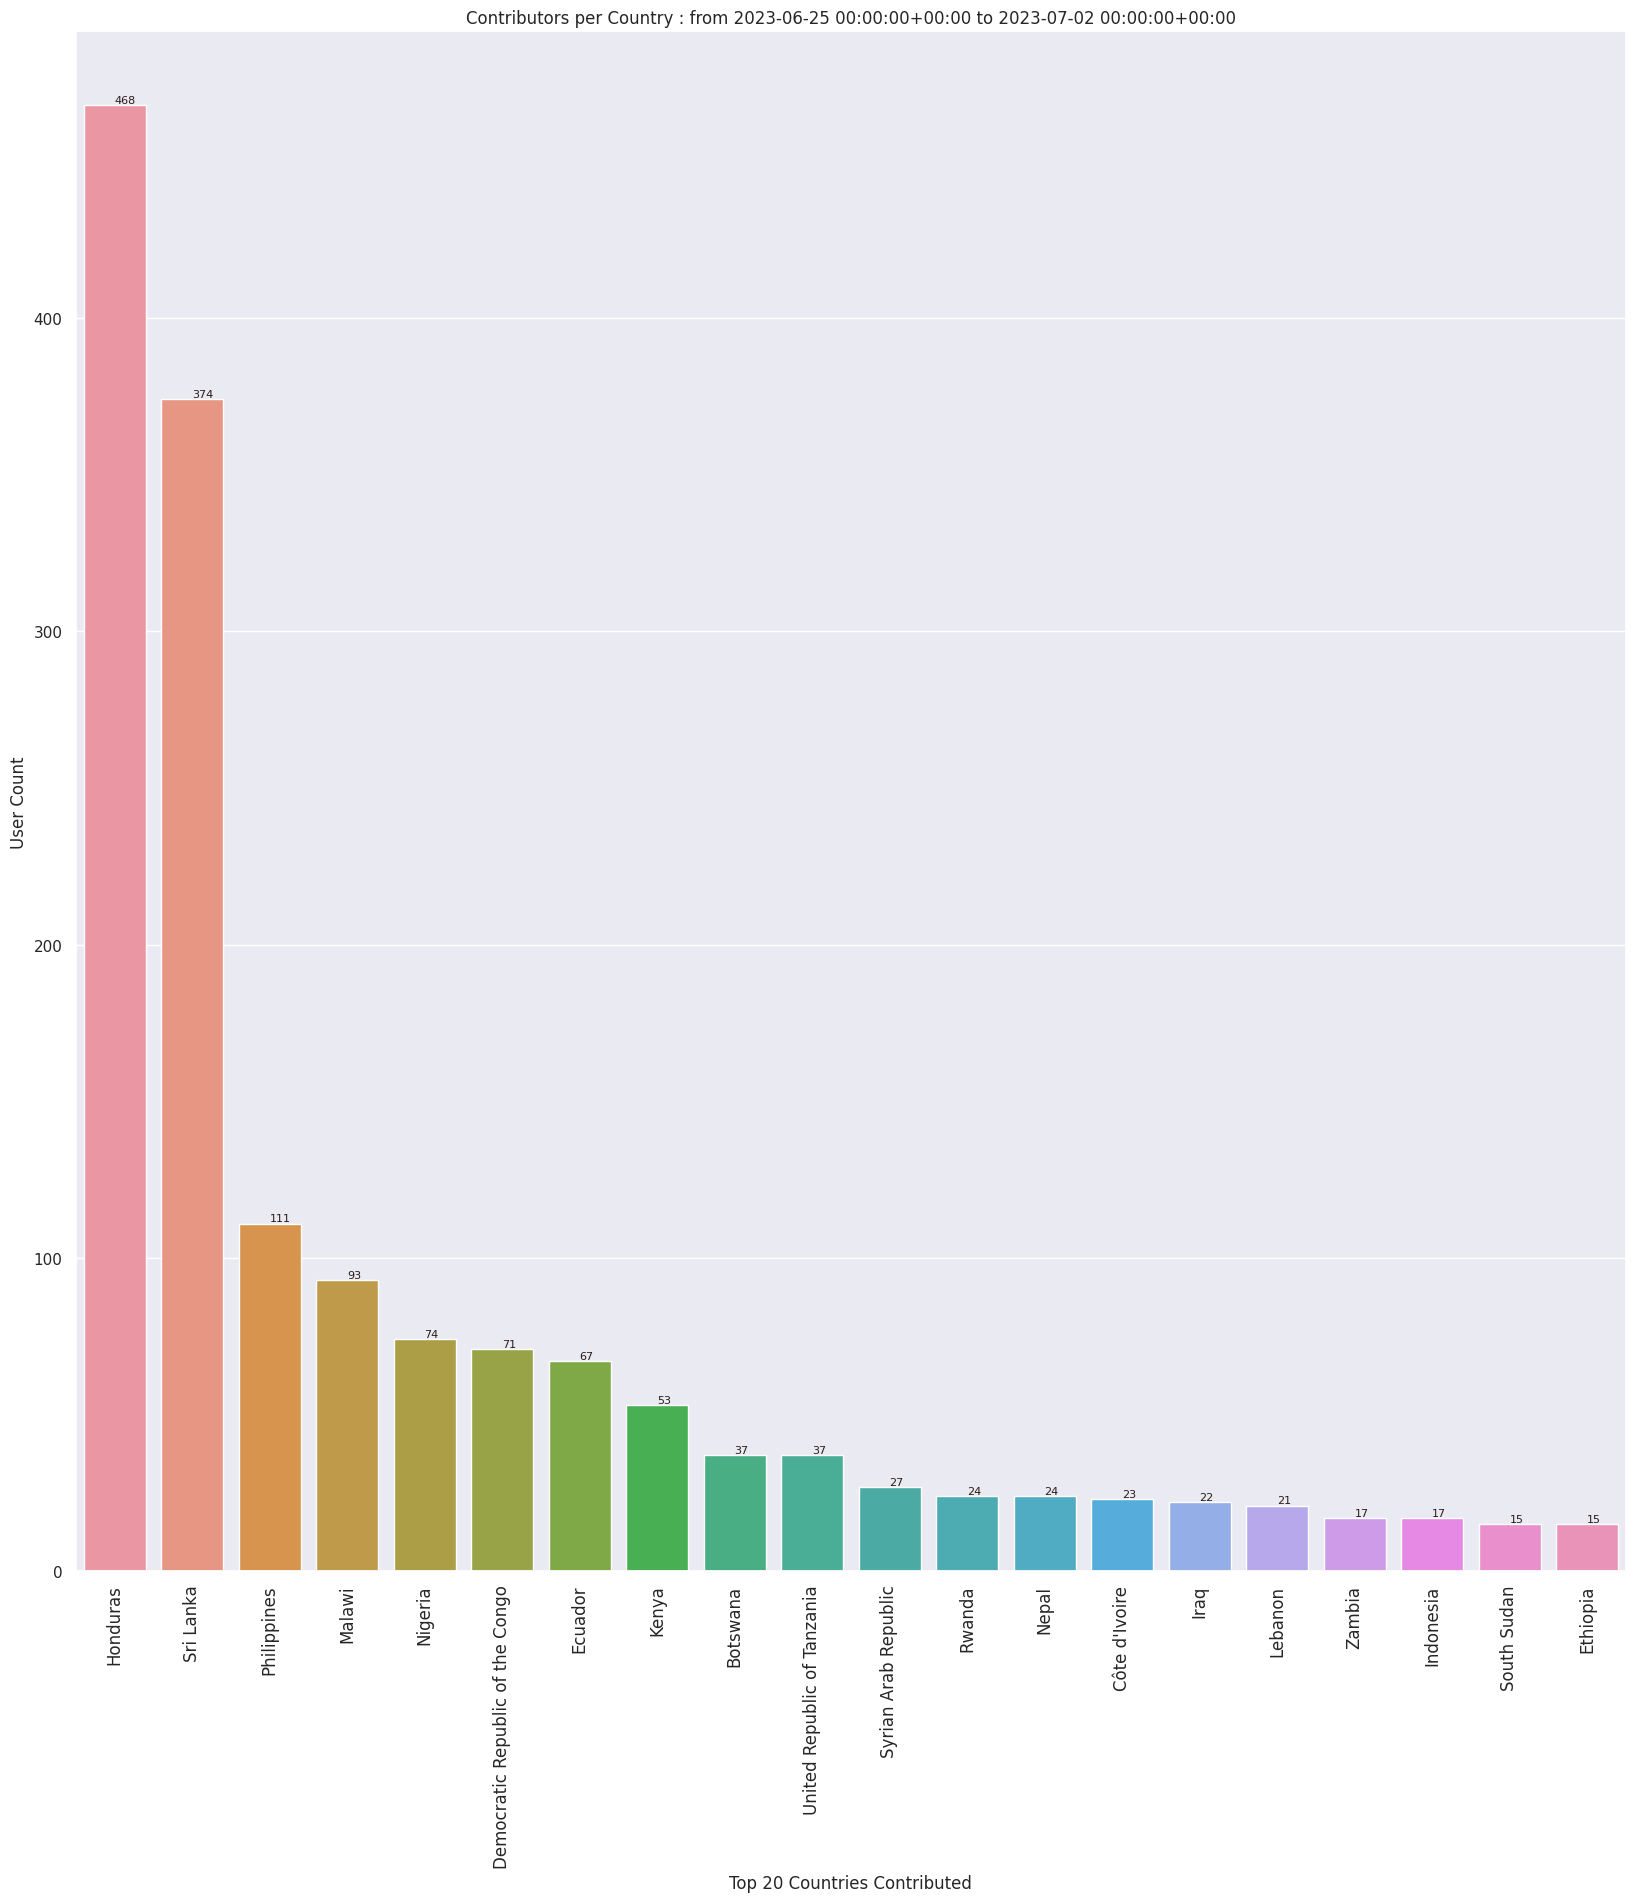 Contributors per Country : from 2023-06-25 00:00:00+00:00 to 2023-07-02 00:00:00+00:00
468
400
374
300
User Count
200
111
100
93
74
71
67
53
37
37
27
24
24
23
22
21
17
17
15
15
0
Honduras
Sri Lanka
Philippines
Malawi
Nigeria
Democratic Republic of the Congo
Ecuador
Kenya
Botswana
United Republic of Tanzania
Syrian Arab Republic
Rwanda
Nepal
Côte d'Ivoire
Iraq
Lebanon
Zambia
Indonesia
South Sudan
Ethiopia
Top 20 Countries Contributed